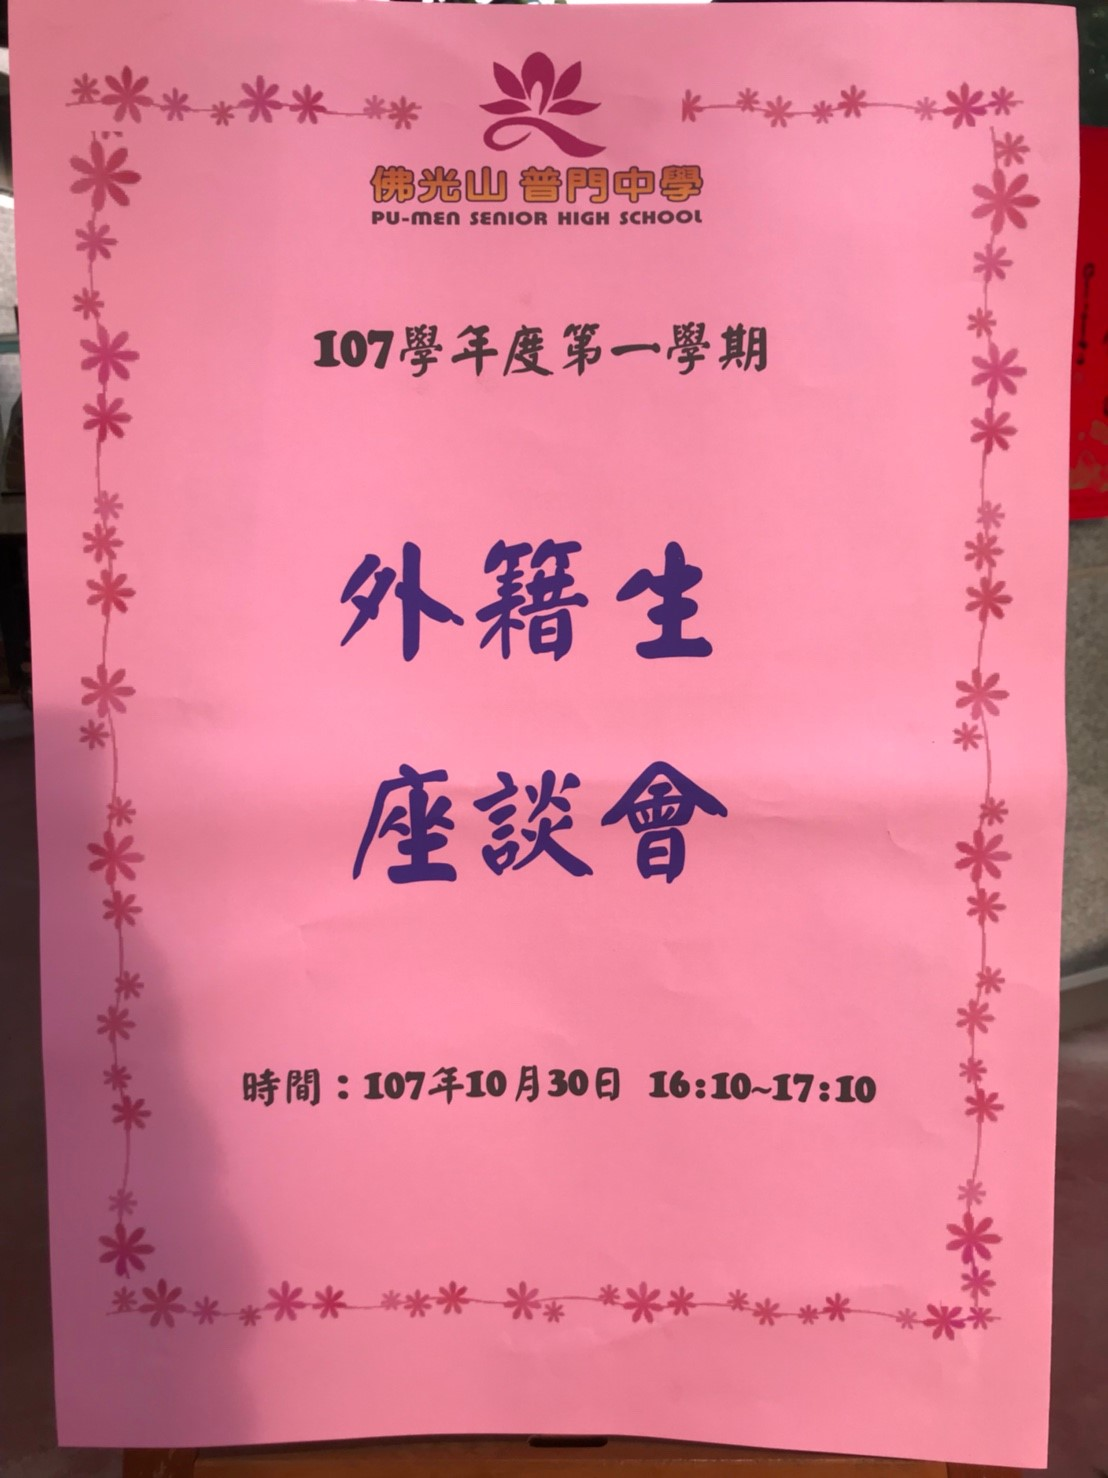 佛光山 普門中學
PU-MEN SENIOR HIGH SCHOOL
107學年度第一學期
外籍生
座談會
時間：107年10月30日 16:10~17:10